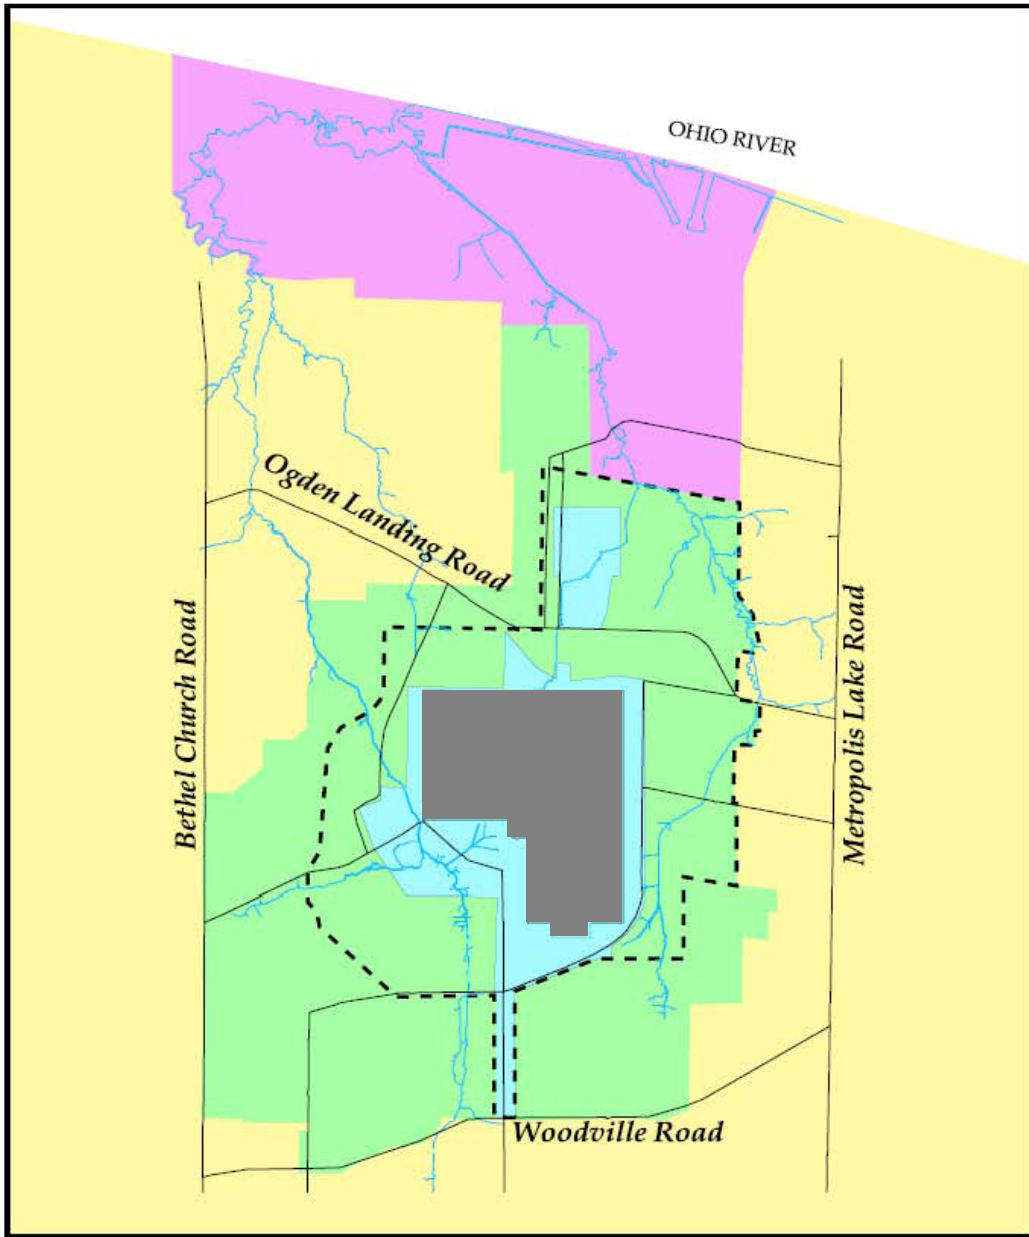 OHIO RIVER
Ogden Landing Road
Bethel Church Road
Metropolis Lake Road
Woodville Road